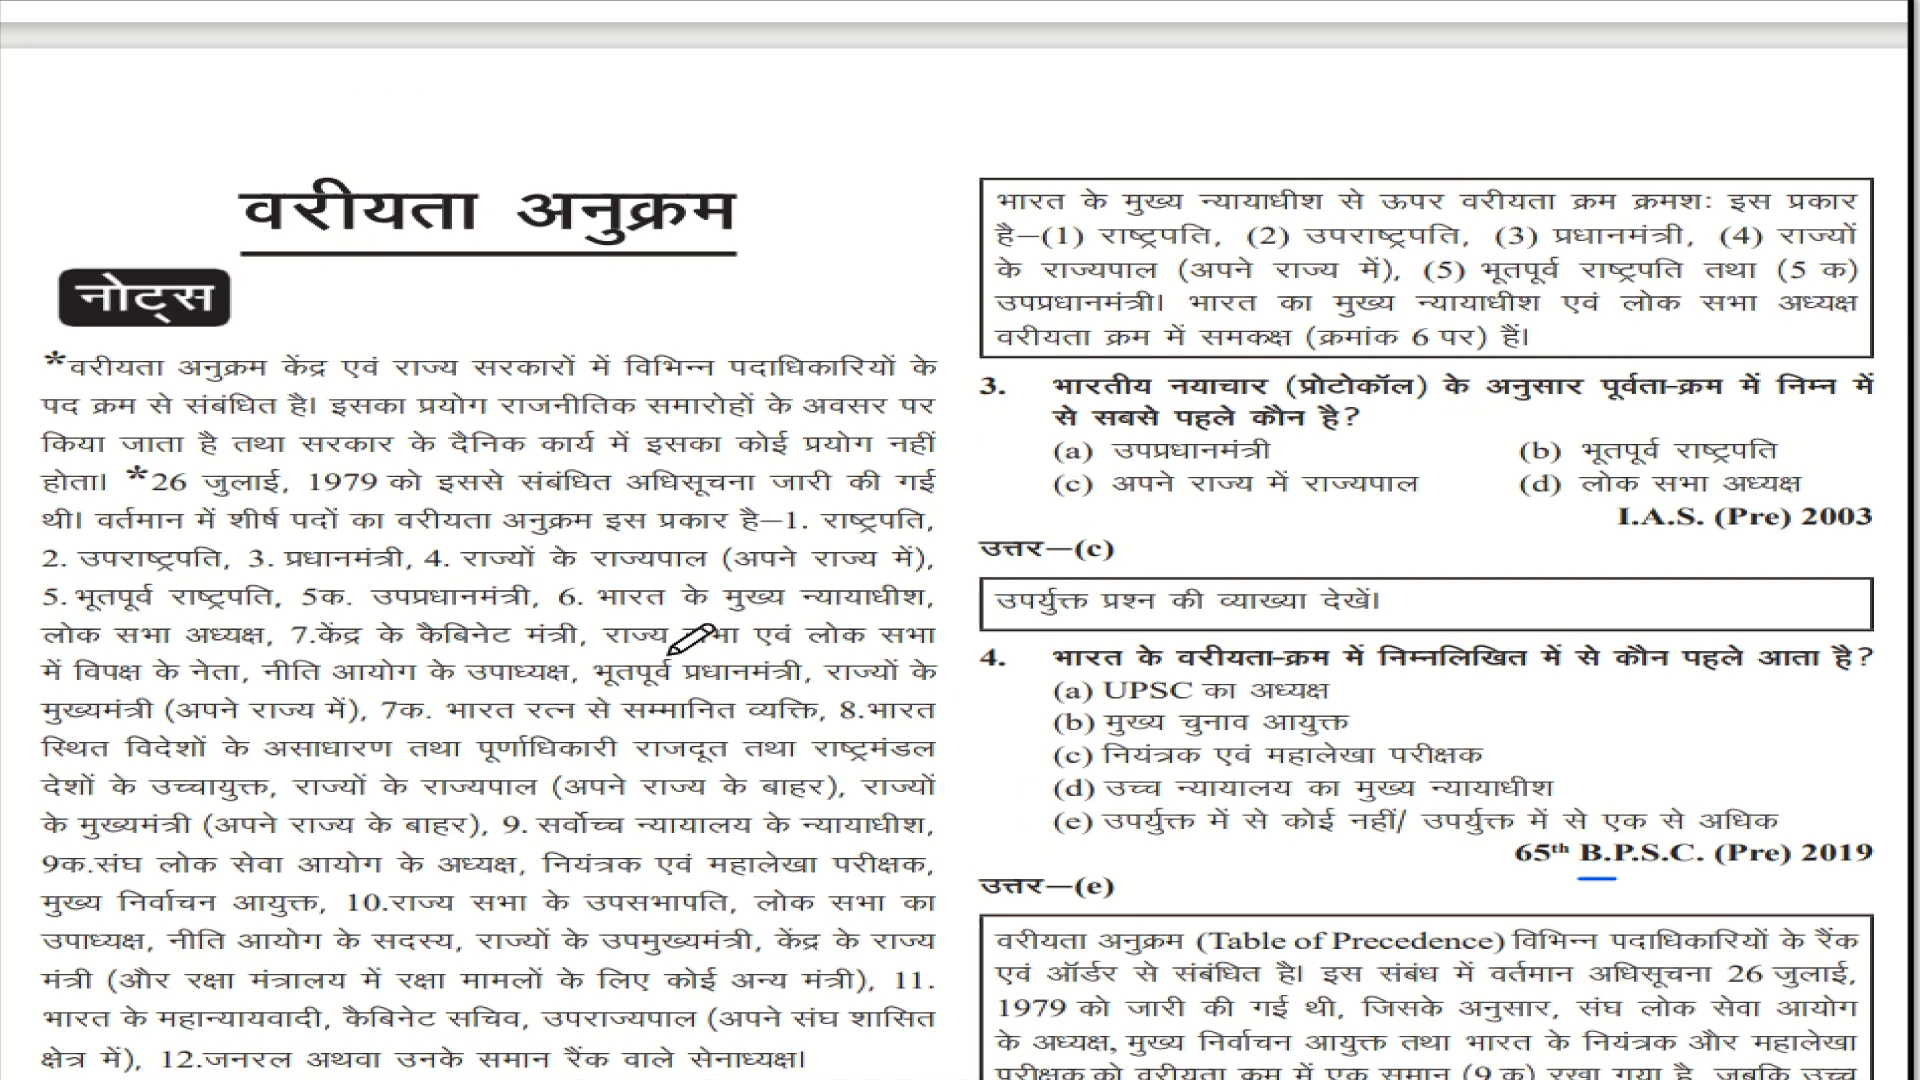 वरीयता अनुक्रम
नोट्स
*वरीयता अनुक्रम केंद्र एवं राज्य सरकारों में विभिन्न पदाधिकारियों के
पद क्रम से संबंधित है। इसका प्रयोग राजनीतिक समारोहों के अवसर पर
किया जाता है तथा सरकार के दैनिक कार्य में इसका कोई प्रयोग नहीं
होता। *26 जुलाई, 1979 को इससे संबंधित अधिसूचना जारी की गई
थी। वर्तमान में शीर्ष पदों का वरीयता अनुक्रम इस प्रकार है—1. राष्ट्रपति,
2. उपराष्ट्रपति, 3. प्रधानमंत्री, 4. राज्यों के राज्यपाल (अपने राज्य में),
5. भूतपूर्व राष्ट्रपति, 5क. उपप्रधानमंत्री, 6. भारत के मुख्य न्यायाधीश,
लोक सभा अध्यक्ष, 7.केंद्र के कैबिनेट मंत्री, राज्य एवं लोक सभा
में विपक्ष के नेता, नीति आयोग के उपाध्यक्ष, भूतपूर्व प्रधानमंत्री, राज्यों के
मुख्यमंत्री (अपने राज्य में), 7क. भारत रत्न से सम्मानित व्यक्ति, 8.भारत
स्थित विदेशों के असाधारण तथा पूर्णाधिकारी राजदूत तथा राष्ट्रमंडल
देशों के उच्चायुक्त, राज्यों के राज्यपाल (अपने राज्य के बाहर), राज्यों
के मुख्यमंत्री (अपने राज्य के बाहर), 9. सर्वोच्च न्यायालय के न्यायाधीश,
9क.संघ लोक सेवा आयोग के अध्यक्ष, नियंत्रक एवं महालेखा परीक्षक,
मुख्य निर्वाचन आयुक्त, 10.राज्य सभा के उपसभापति, लोक सभा का
उपाध्यक्ष, नीति आयोग के सदस्य, राज्यों के उपमुख्यमंत्री, केंद्र के राज्य
मंत्री (और रक्षा मंत्रालय में रक्षा मामलों के लिए कोई अन्य मंत्री), 11.
भारत के महान्यायवादी, कैबिनेट सचिव, उपराज्यपाल (अपने संघ शासित
क्षेत्र में), 12.जनरल अथवा उनके समान रैंक वाले सेनाध्यक्ष।
भारत के मुख्य न्यायाधीश से ऊपर वरीयता क्रम क्रमशः इस प्रकार
है—(1) राष्ट्रपति, (2) उपराष्ट्रपति, (3) प्रधानमंत्री, (4) राज्यों
के राज्यपाल (अपने राज्य में), (5) भूतपूर्व राष्ट्रपति तथा (5 क)
उपप्रधानमंत्री। भारत का मुख्य न्यायाधीश एवं लोक सभा अध्यक्ष
वरीयता क्रम में समकक्ष (क्रमांक 6 पर) हैं।
3. भारतीय नयाचार (प्रोटोकॉल) के अनुसार पूर्वता-क्रम में निम्न में
से सबसे पहले कौन है?
(a) उपप्रधानमंत्री (b) भूतपूर्व राष्ट्रपति
(c) अपने राज्य में राज्यपाल (d) लोक सभा अध्यक्ष
I.A.S. (Pre) 2003
उत्तर—(c)
उपर्युक्त प्रश्न की व्याख्या देखें।
4. भारत के वरीयता-क्रम में निम्नलिखित में से कौन पहले आता है?
(a) UPSC का अध्यक्ष
(b) मुख्य चुनाव आयुक्त
(c) नियंत्रक एवं महालेखा परीक्षक
(d) उच्च न्यायालय का मुख्य न्यायाधीश
(e) उपर्युक्त में से कोई नहीं/ उपर्युक्त में से एक से अधिक
65th B.P.S.C. (Pre) 2019
उत्तर—(e)
वरीयता अनुक्रम (Table of Precedence) विभिन्न पदाधिकारियों के रैंक
एवं ऑर्डर से संबंधित है। इस संबंध में वर्तमान अधिसूचना 26 जुलाई,
1979 को जारी की गई थी, जिसके अनुसार, संघ लोक सेवा आयोग
के अध्यक्ष, मुख्य निर्वाचन आयुक्त तथा भारत के नियंत्रक और महालेखा
परीक्षक को वरीयता क्रम में एक समान (9 क) रखा गया है, जबकि उच्च